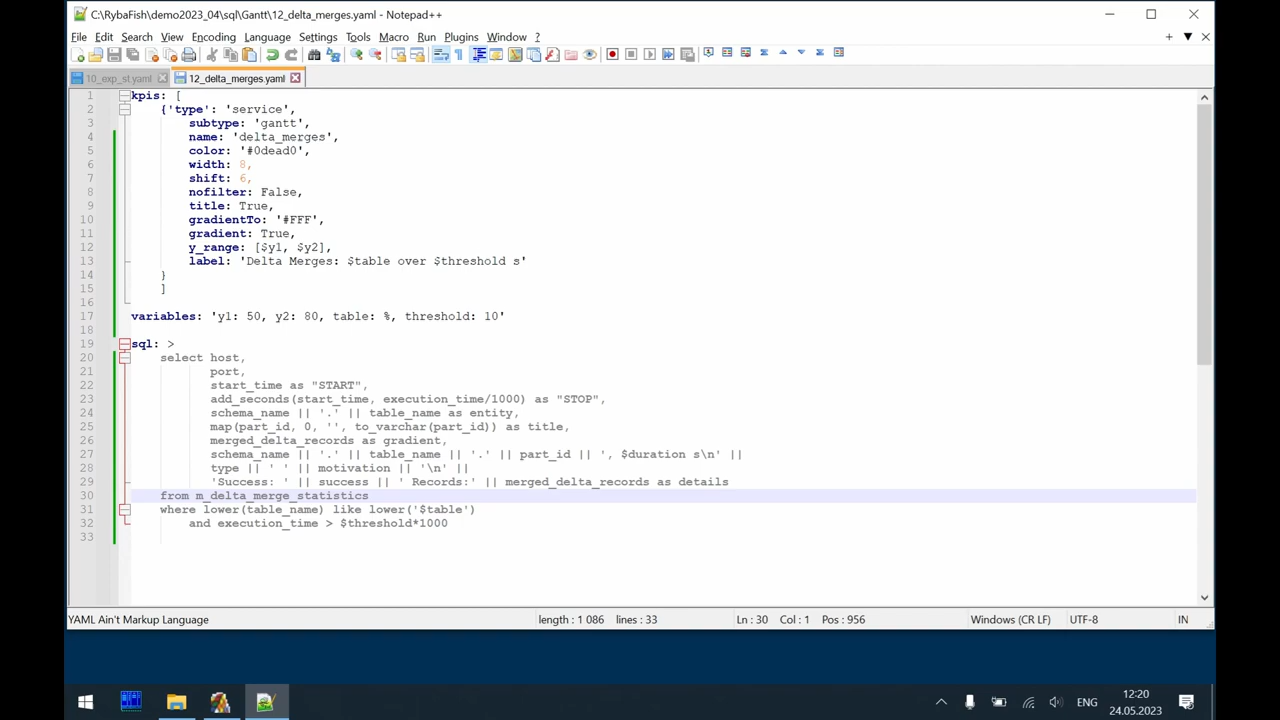 C:\RybaFish\demo2023_04\sql\Gantt\12_delta_merges.yaml - Notepad++
File Edit Search View Encoding Language Settings Tools Macro Run Plugins Window ?
10_exp_st.yaml 12_delta_merges.yaml
1 kpis: [
2 {'type': 'service',
3 subtype: 'gantt',
4 name: 'delta_merges',
5 color: '#0dead0',
6 width: 8,
7 shift: 6,
8 nofilter: False,
9 title: True,
10 gradientTo: '#FFF',
11 gradient: True,
12 y_range: [$y1, $y2],
13 label: 'Delta Merges: $table over $threshold s'
14 }
15 ]
16
17 variables: 'y1: 50, y2: 80, table: %, threshold: 10'
18
19 sql: >
20 select host,
21 port,
22 start_time as "START",
23 add_seconds(start_time, execution_time/1000) as "STOP",
24 schema_name || '.' || table_name as entity,
25 map(part_id, 0, '', to_varchar(part_id)) as title,
26 merged_delta_records as gradient,
27 schema_name || '.' || table_name || '.' || part_id || ', $duration s\n' ||
28 type || ' ' || motivation || '\n' ||
29 'Success: ' || success || ' Records:' || merged_delta_records as details
30 from m_delta_merge_statistics
31 where lower(table_name) like lower('$table')
32 and execution_time > $threshold*1000
33
YAML Ain't Markup Language length : 1 086 lines : 33 Ln : 30 Col : 1 Pos : 956 Windows (CR LF) UTF-8 IN
ENG
12:20
24.05.2023